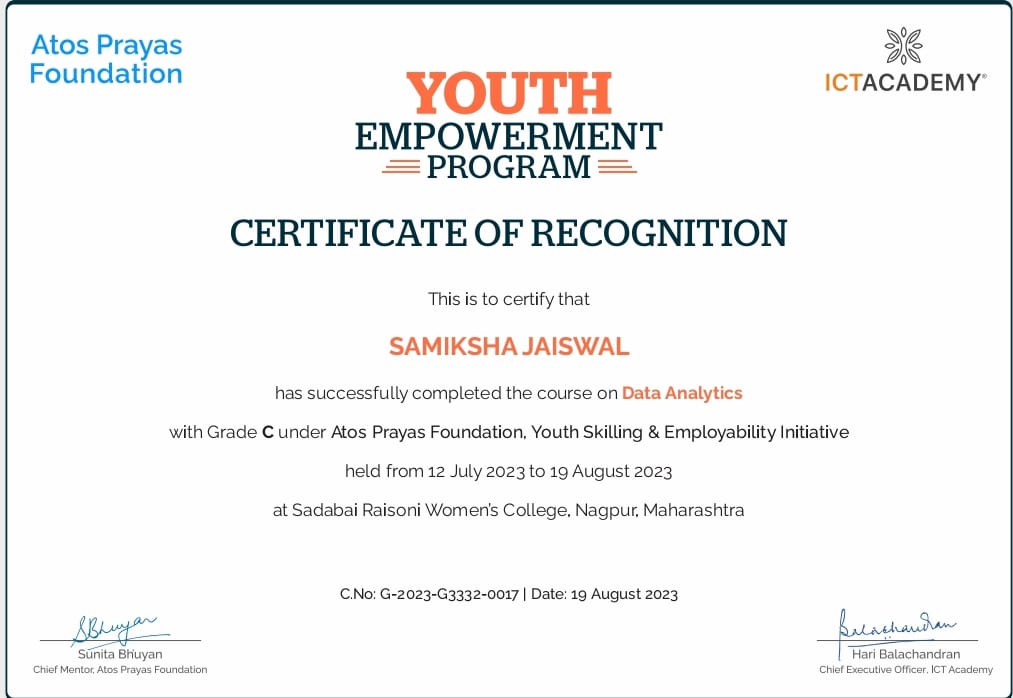 Atos Prayas
Foundation
ICTACADEMY®
YOUTH
EMPOWERMENT
PROGRAM
CERTIFICATE OF RECOGNITION
This is to certify that
SAMIKSHA JAISWAL
has successfully completed the course on Data Analytics
with Grade C under Atos Prayas Foundation, Youth Skilling & Employability Initiative
held from 12 July 2023 to 19 August 2023
at Sadabai Raisoni Women's College, Nagpur, Maharashtra
C.No: G-2023-G3332-0017 | Date: 19 August 2023
SBhuyan
Sunita Bhuyan
Chief Mentor, Atos Prayas Foundation
Balachandran
Hari Balachandran
Chief Executive Officer, ICT Academy